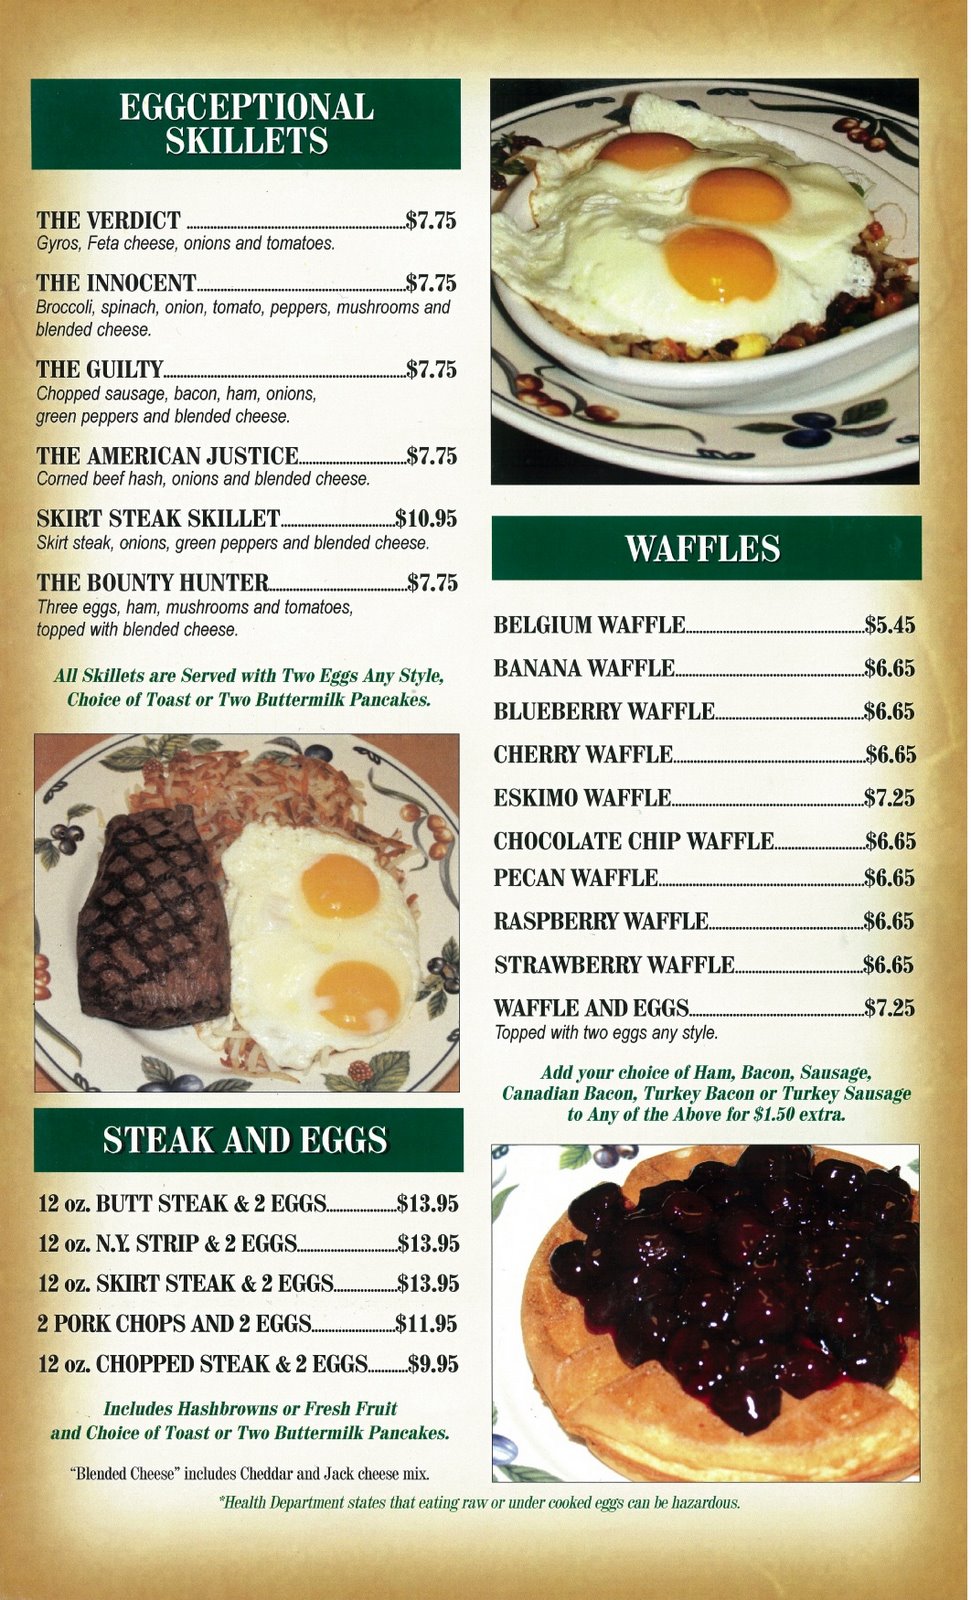 EGGCEPTIONAL
SKILLETS
THE VERDICT ..................$7.75
Gyros, Feta cheese, onions and tomatoes.
THE INNOCENT..................$7.75
Broccoli, spinach, onion, tomato, peppers, mushrooms and
blended cheese.
THE GUILTY..................$7.75
Chopped sausage, bacon, ham, onions,
green peppers and blended cheese.
THE AMERICAN JUSTICE..................$7.75
Corned beef hash, onions and blended cheese.
SKIRT STEAK SKILLET..................$10.95
Skirt steak, onions, green peppers and blended cheese.
THE BOUNTY HUNTER..................$7.75
Three eggs, ham, mushrooms and tomatoes,
topped with blended cheese.
All Skillets are Served with Two Eggs Any Style,
Choice of Toast or Two Buttermilk Pancakes.
STEAK AND EGGS
12 oz. BUTT STEAK & 2 EGGS..................$13.95
12 oz. N.Y. STRIP & 2 EGGS..................$13.95
12 oz. SKIRT STEAK & 2 EGGS..................$13.95
2 PORK CHOPS AND 2 EGGS..................$11.95
12 oz. CHOPPED STEAK & 2 EGGS...........$9.95
Includes Hashbrowns or Fresh Fruit
and Choice of Toast or Two Buttermilk Pancakes.
"Blended Cheese" includes Cheddar and Jack cheese mix.
WAFFLES
BELGIUM WAFFLE..................$5.45
BANANA WAFFLE..................$6.65
BLUEBERRY WAFFLE..................$6.65
CHERRY WAFFLE..................$6.65
ESKIMO WAFFLE..................$7.25
CHOCOLATE CHIP WAFFLE..................$6.65
PECAN WAFFLE..................$6.65
RASPBERRY WAFFLE..................$6.65
STRAWBERRY WAFFLE..................$6.65
WAFFLE AND EGGS..................$7.25
Topped with two eggs any style.
Add your choice of Ham, Bacon, Sausage,
Canadian Bacon, Turkey Bacon or Turkey Sausage
to Any of the Above for $1.50 extra.
*Health Department states that eating raw or under cooked eggs can be hazardous.